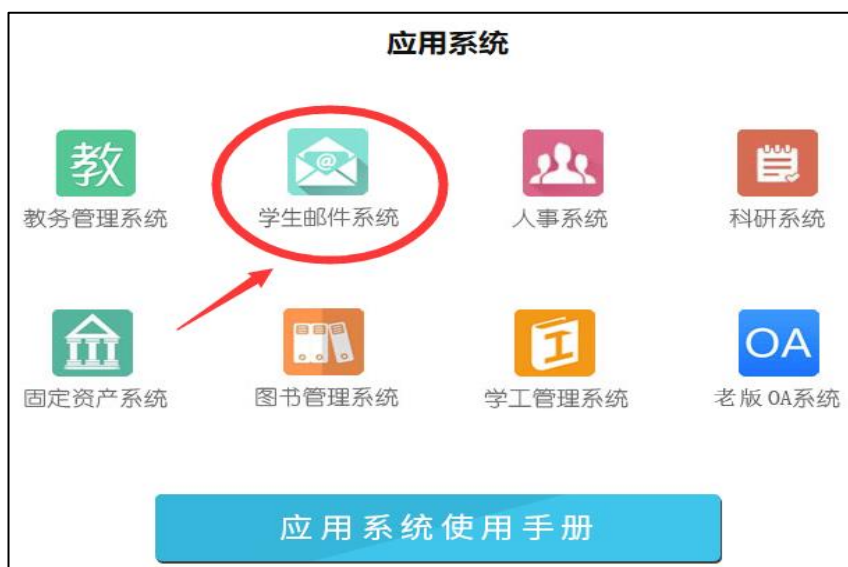 应用系统
教
@
教务管理系统
学生邮件系统
人事系统
科研系统
工
OA
固定资产系统
图书管理系统
学工管理系统
老版 OA系统
应用系统使用手册